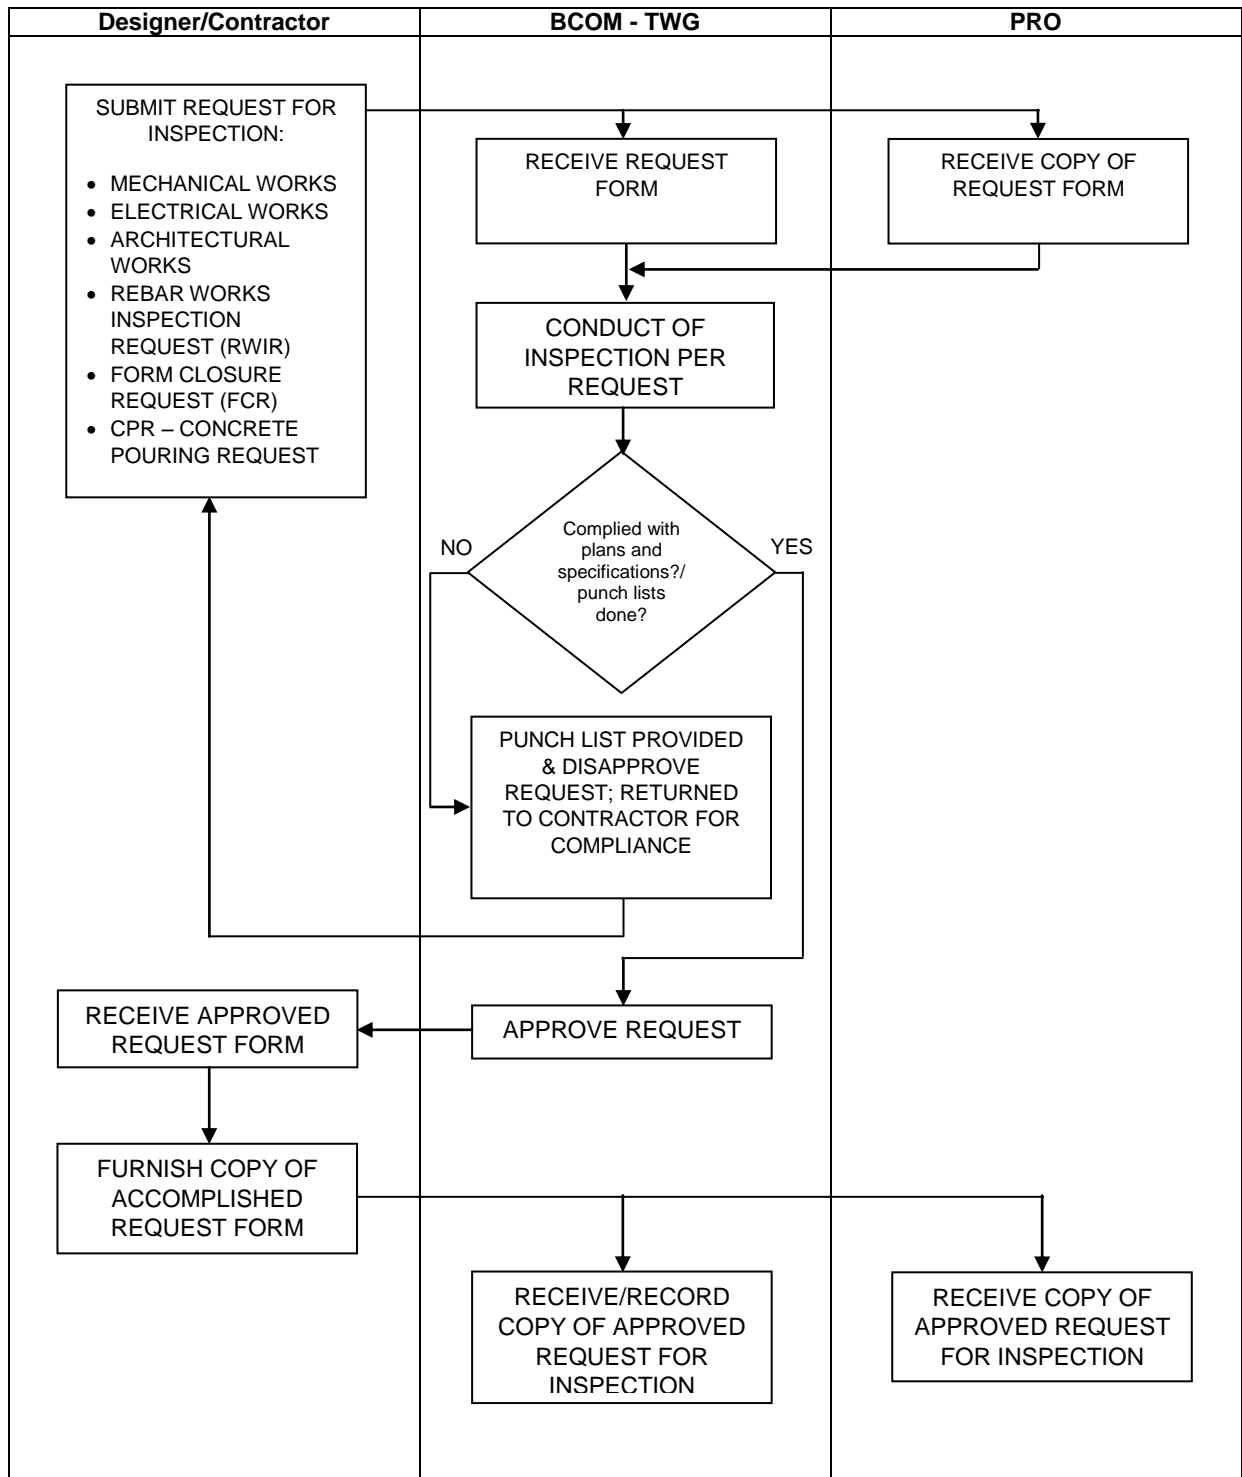 Designer/Contractor
BCOM - TWG
PRO
SUBMIT REQUEST FOR
INSPECTION:
• MECHANICAL WORKS
• ELECTRICAL WORKS
• ARCHITECTURAL
WORKS
• REBAR WORKS
INSPECTION
REQUEST (RWIR)
• FORM CLOSURE
REQUEST (FCR)
• CPR – CONCRETE
POURING REQUEST
RECEIVE REQUEST
FORM
RECEIVE COPY OF
REQUEST FORM
CONDUCT OF
INSPECTION PER
REQUEST
NO
Complied with
plans and
specifications?/
punch lists
done?
YES
PUNCH LIST PROVIDED
& DISAPPROVE
REQUEST; RETURNED
TO CONTRACTOR FOR
COMPLIANCE
APPROVE REQUEST
RECEIVE APPROVED
REQUEST FORM
FURNISH COPY OF
ACCOMPLISHED
REQUEST FORM
RECEIVE/RECORD
COPY OF APPROVED
REQUEST FOR
INSPECTION
RECEIVE COPY OF
APPROVED REQUEST
FOR INSPECTION